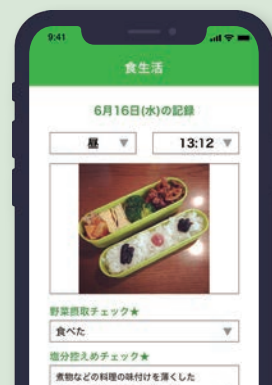 9:41
食生活
6月16日(水)の記録
昼 ▼ 13:12 ▼
野菜摂取チェック★
食べた ▼
塩分控えめチェック★
煮物などの料理の味付けを薄くした